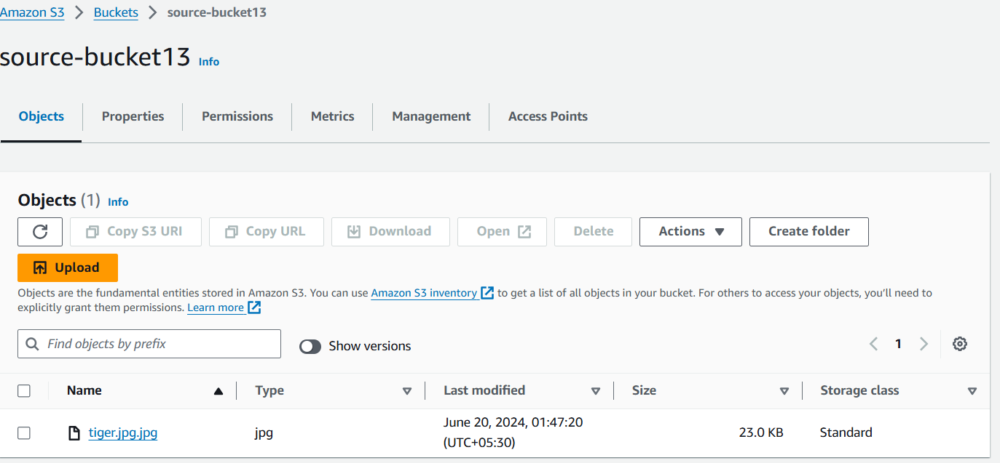 Amazon S3 > Buckets > source-bucket13
source-bucket13 Info
Objects Properties Permissions Metrics Management Access Points
Objects (1) Info
Copy S3 URI Copy URL Download Open Delete Actions Create folder
Upload
Objects are the fundamental entities stored in Amazon S3. You can use Amazon S3 inventory to get a list of all objects in your bucket. For others to access your objects, you'll need to
explicitly grant them permissions. Learn more
Find objects by prefix Show versions 1
Name Type Last modified Size Storage class
tiger.jpg.jpg jpg June 20, 2024, 01:47:20 23.0 KB Standard
(UTC+05:30)